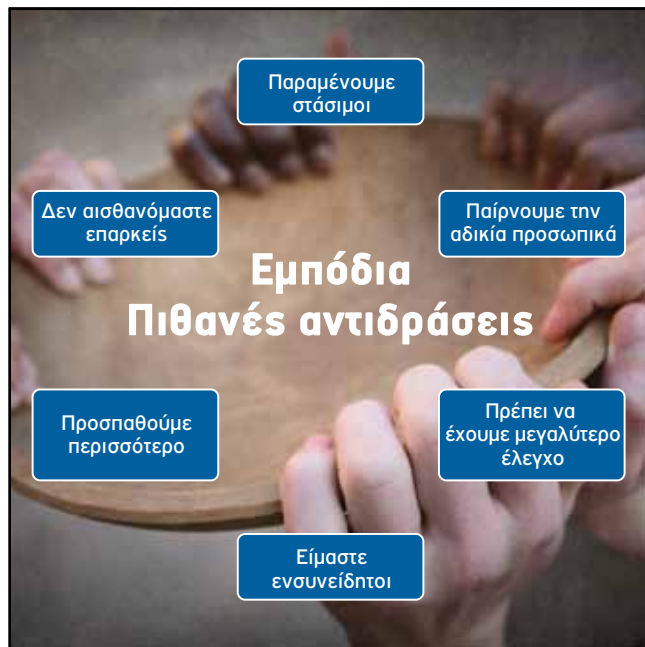 Παραμένουμε
στάσιμοι
Δεν αισθανόμαστε
επαρκείς
Παίρνουμε την
αδικία προσωπικά
Εμπόδια
Πιθανές αντιδράσεις
Προσπαθούμε
περισσότερο
Πρέπει να
έχουμε μεγαλύτερο
έλεγχο
Είμαστε
ενσυνείδητοι